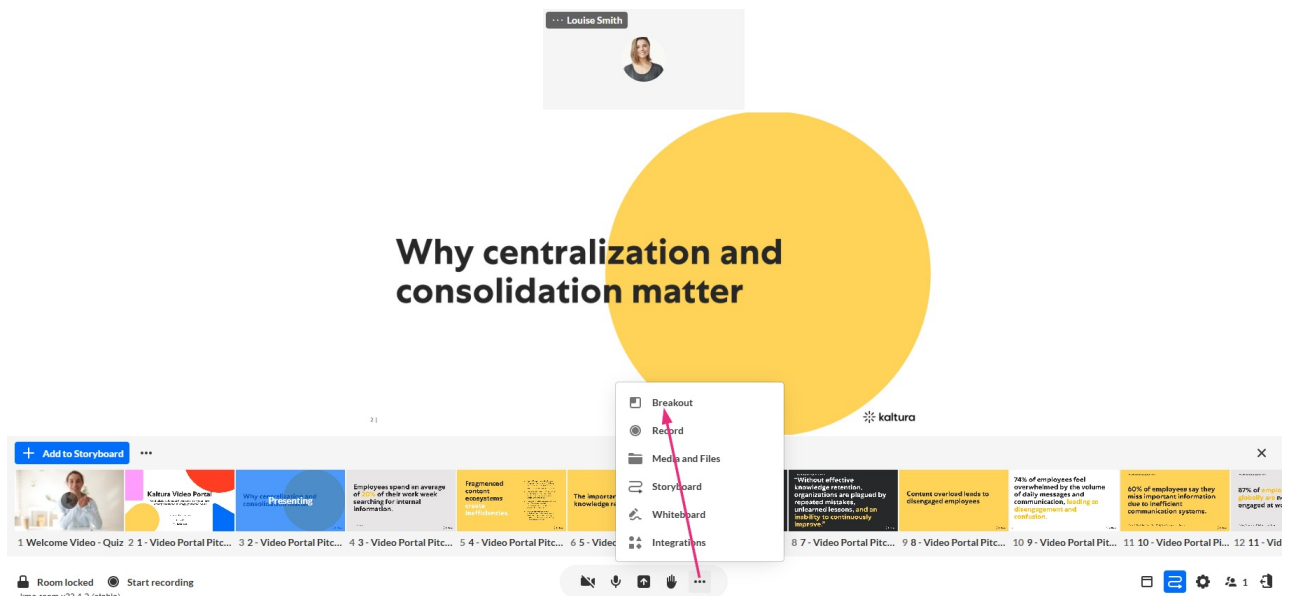 ··· Louise Smith
Why centralization and
consolidation matter
kaltura
Breakout
Record
Media and Files
Storyboard
Whiteboard
Integrations
+ Add to Storyboard ···
Kaltura Video Portal
Presenting
Employees spend an average
of 20% of their work week
searching for internal
information.
Fragmented
content
ecosystems
create
inefficiencies
The
knowledge
"Without effective
knowledge retention,
organizations are plagued by
repeated mistakes,
unlearned lessons, and an
inability to continuously
improve."
Content overload leads to
disengaged employees
74% of employees feel
overwhelmed by the volume
of daily messages and
communication, leading to
disengagement and
confusion.
60% of employees say they
miss important information
due to inefficient
communication systems.
87% of
engaged at
1 Welcome Video - Quiz
2 1 - Video Portal Pitc...
3 2 - Video Portal Pitc...
4 3 - Video Portal Pitc...
5 4 - Video Portal Pitc...
6 5 - Video
8 7 - Video Portal Pitc...
9 8 - Video Portal Pitc...
10 9 - Video Portal Pit...
11 10 - Video Portal Pi...
12 11 - Vid
Room locked
Start recording
1